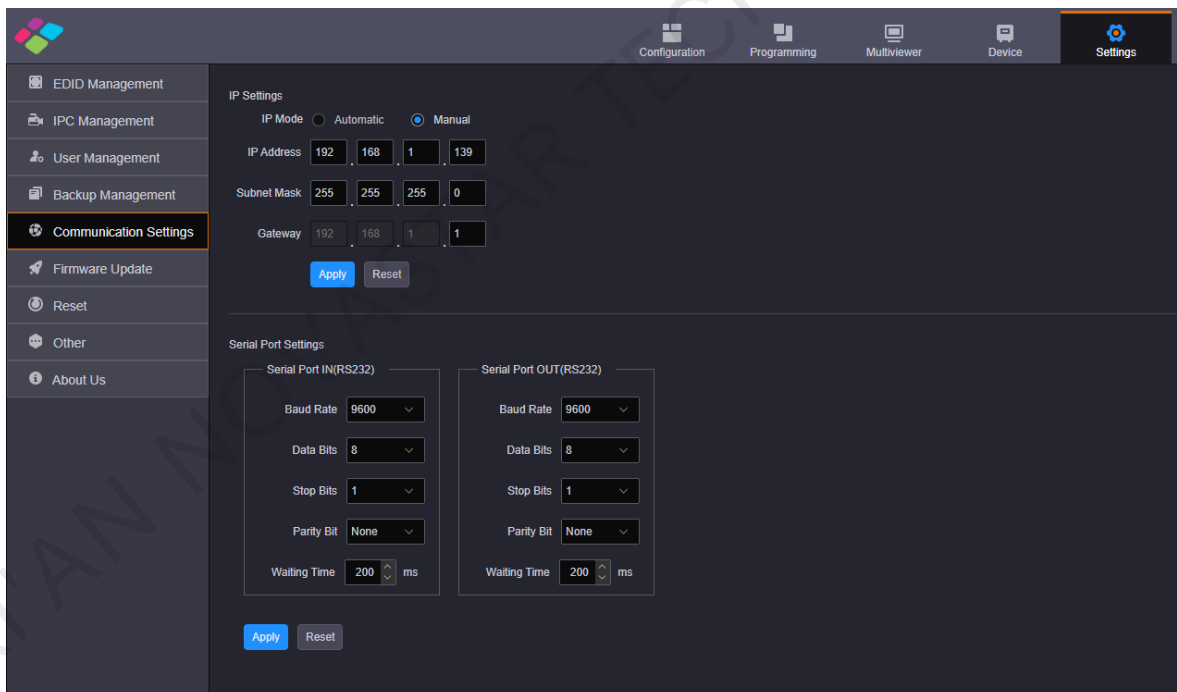 Configuration
Programming
Multiviewer
Device
Settings
EDID Management
IPC Management
User Management
Backup Management
Communication Settings
Firmware Update
Reset
Other
About Us
IP Settings
IP Mode Automatic Manual
IP Address 192 . 168 . 1 . 139
Subnet Mask 255 . 255 . 255 . 0
Gateway 192 . 168 . 1 . 1
Apply Reset
Serial Port Settings
Serial Port IN(RS232)
Baud Rate 9600
Data Bits 8
Stop Bits 1
Parity Bit None
Waiting Time 200 ms
Serial Port OUT(RS232)
Baud Rate 9600
Data Bits 8
Stop Bits 1
Parity Bit None
Waiting Time 200 ms
Apply Reset
AN NOVASTAR TEC